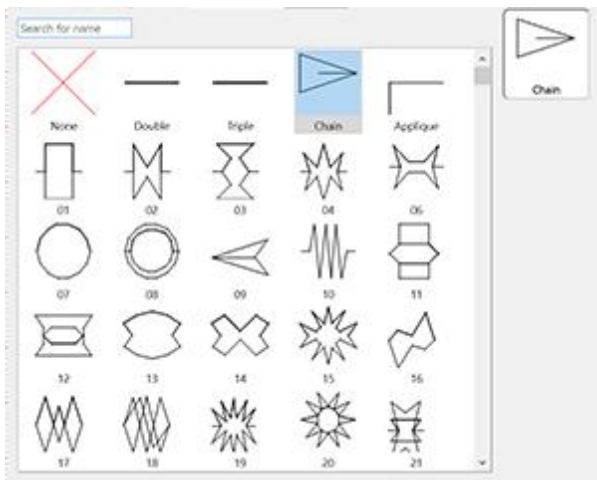 Search for name
Chain
None Double Triple Chain Applique
01 02 03 04 06
07 08 09 10 11
12 13 14 15 16
17 18 19 20 21